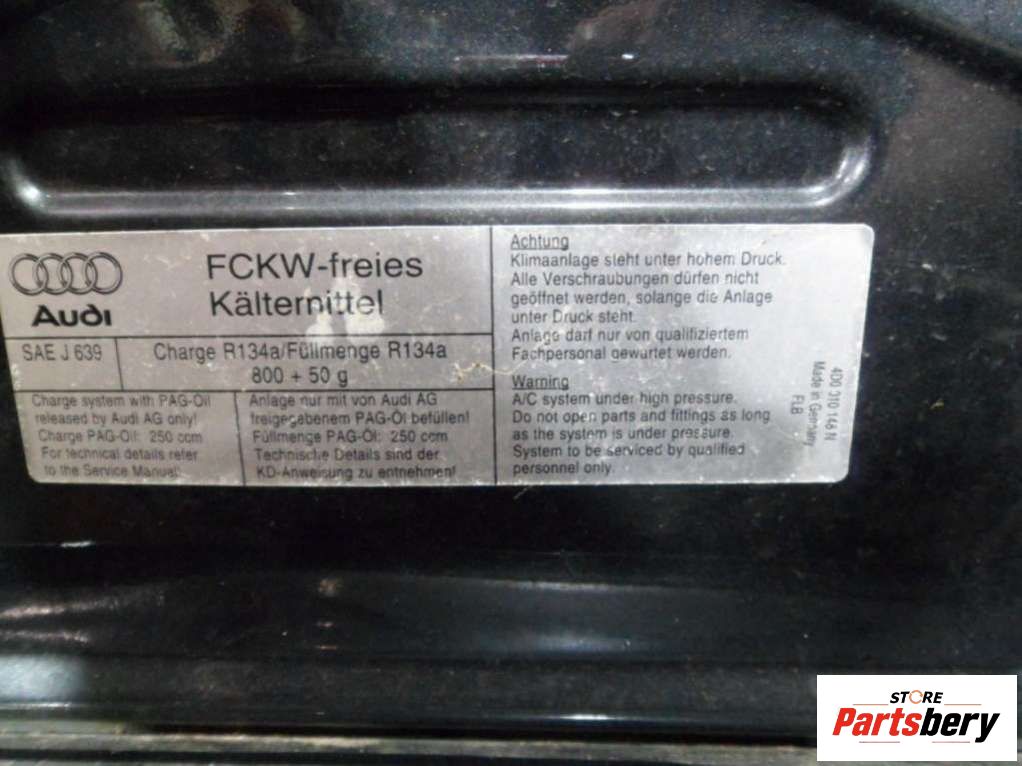 Audi
FCKW-freies
Kältemittel
SAE J 639
Charge R134a/Füllmenge R134a
800 + 50 g
Charge system with PAG-Oil
released by Audi AG only!
Charge PAG-Oil: 250 ccm
For technical details refer
to the Service Manual!
Anlage nur mit von Audi AG
freigegebenem PAG-Öl befüllen!
Füllmenge PAG-Öl: 250 ccm
Technische Details sind der
KD-Anweisung zu entnehmen!
Achtung
Klimaanlage steht unter hohem Druck.
Alle Verschraubungen dürfen nicht
geöffnet werden, solange die Anlage
unter Druck steht.
Anlage darf nur von qualifiziertem
Fachpersonal gewartet werden.
Warning
A/C system under high pressure.
Do not open parts and fittings as long
as the system is under pressure.
System to be serviced by qualified
personnel only.
4D0 010 146 N
Made in Germany
FLB
STORE
Partsbery